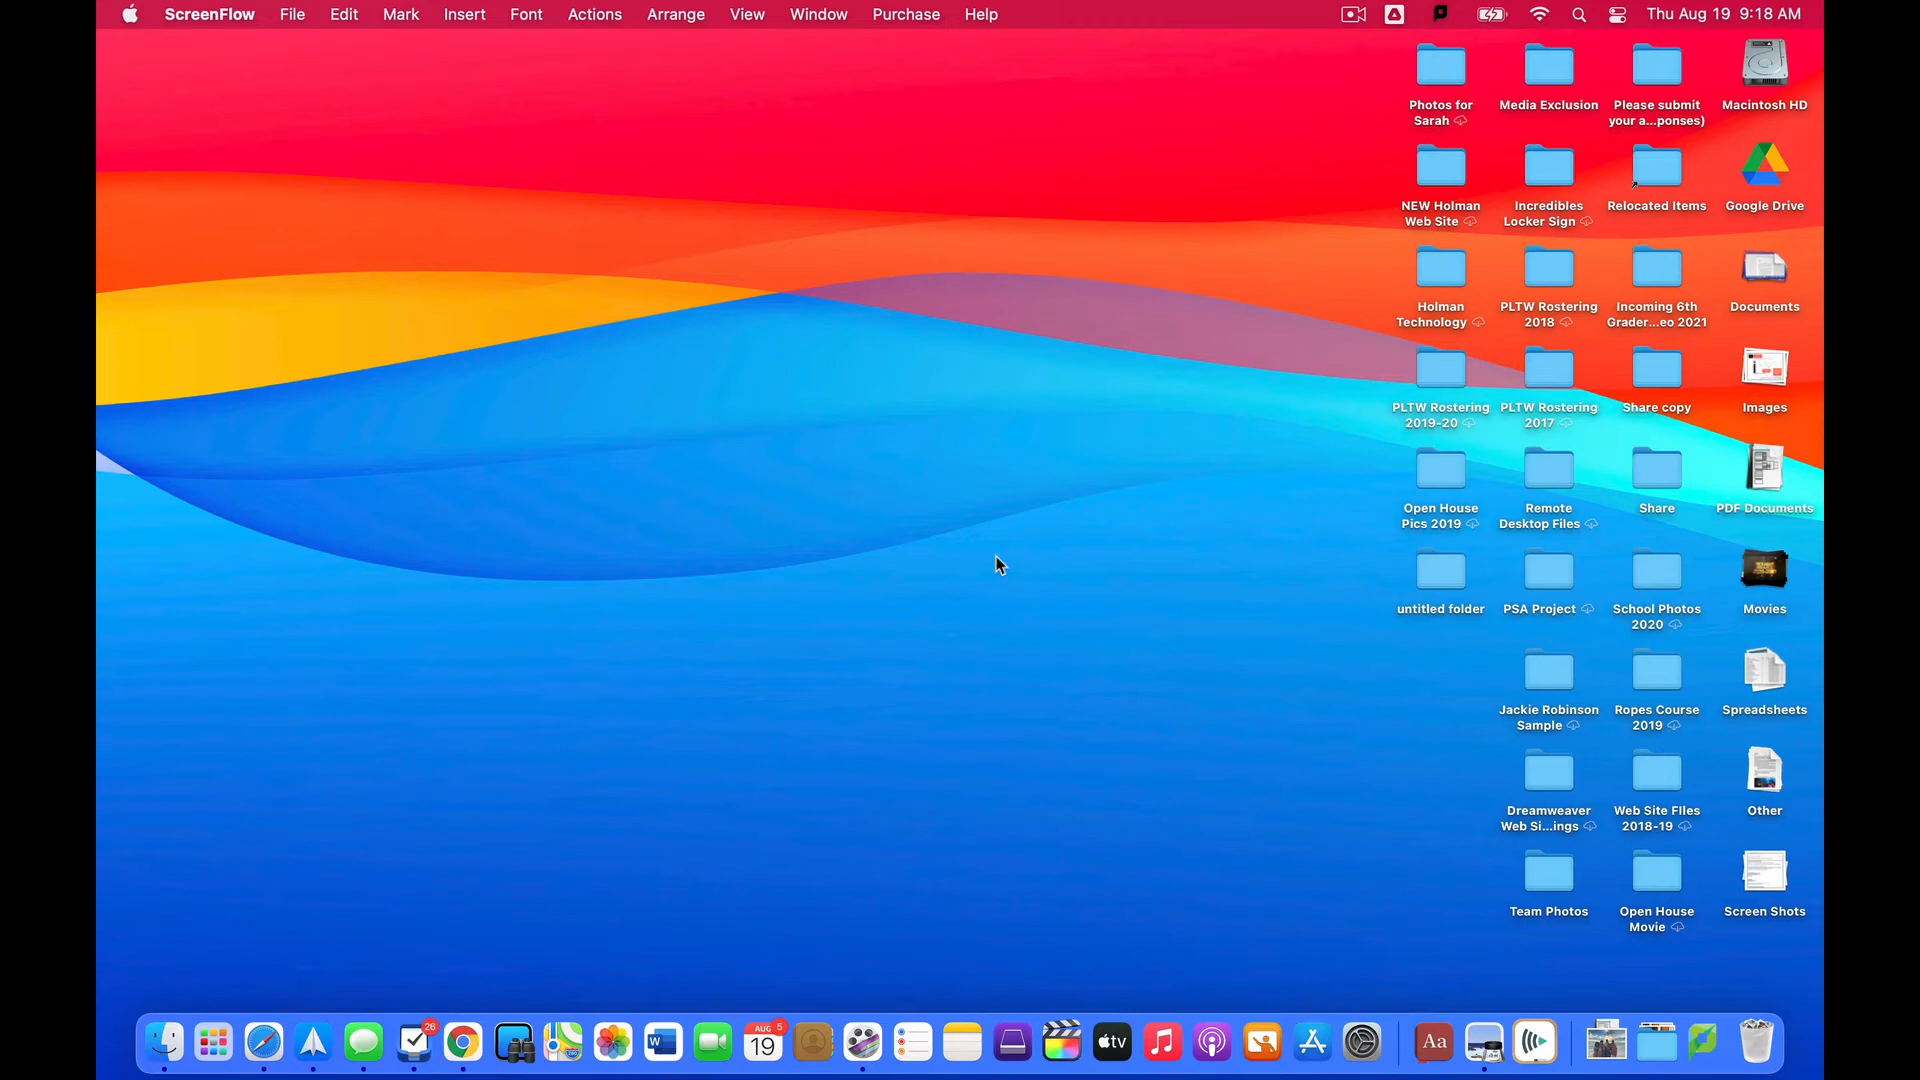 ScreenFlow File Edit Mark Insert Font Actions Arrange View Window Purchase Help Thu Aug 19 9:18 AM
Photos for
Sarah
Media Exclusion
Please submit
your a...ponses)
Macintosh HD
NEW Holman
Web Site
Incredibles
Locker Sign
Relocated Items
Google Drive
Holman
Technology
PLTW Rostering
2018
Incoming 6th
Grader...eo 2021
Documents
PLTW Rostering
2019-20
PLTW Rostering
2017
Share copy
Images
Open House
Pics 2019
Remote
Desktop Files
Share
PDF Documents
untitled folder
PSA Project
School Photos
2020
Movies
Jackie Robinson
Sample
Ropes Course
2019
Spreadsheets
Dreamweaver
Web Si...ings
Web Site FIles
2018-19
Other
Team Photos
Open House
Movie
Screen Shots
26
W
AUG 5
19
tv
Aa